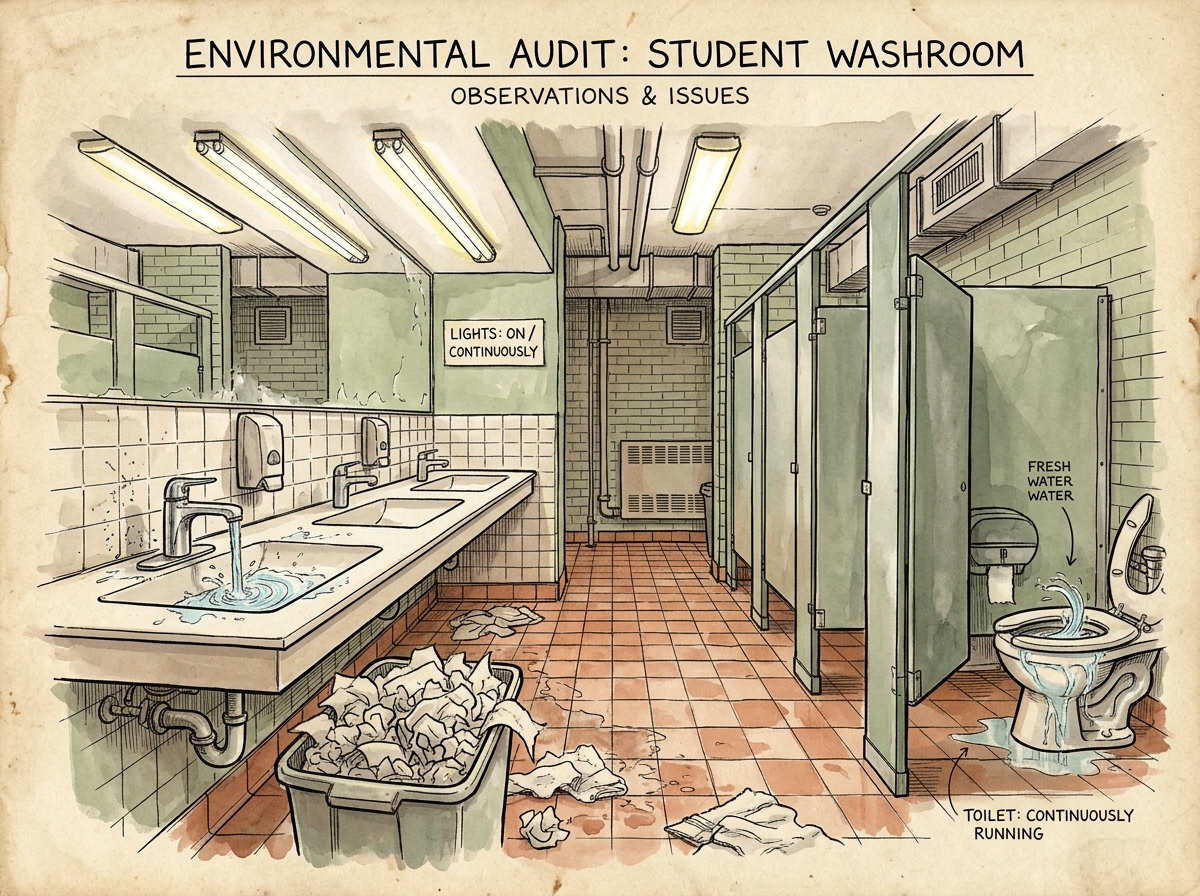 ENVIRONMENTAL AUDIT: STUDENT WASHROOM
OBSERVATIONS & ISSUES
LIGHTS: ON /
CONTINUOUSLY
FRESH
WATER
WATER
TOILET: CONTINUOUSLY
RUNNING